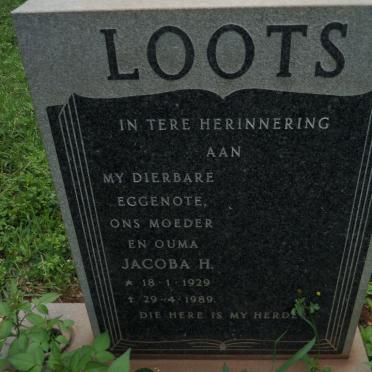 LOOTS
IN TERE HERINNERING
AAN
MY DIERBARE
EGGENOTE,
ONS MOEDER
EN OUMA
JACOBA H.
* 18·1·1929
† 29·4·1989
DIE HERE IS MY